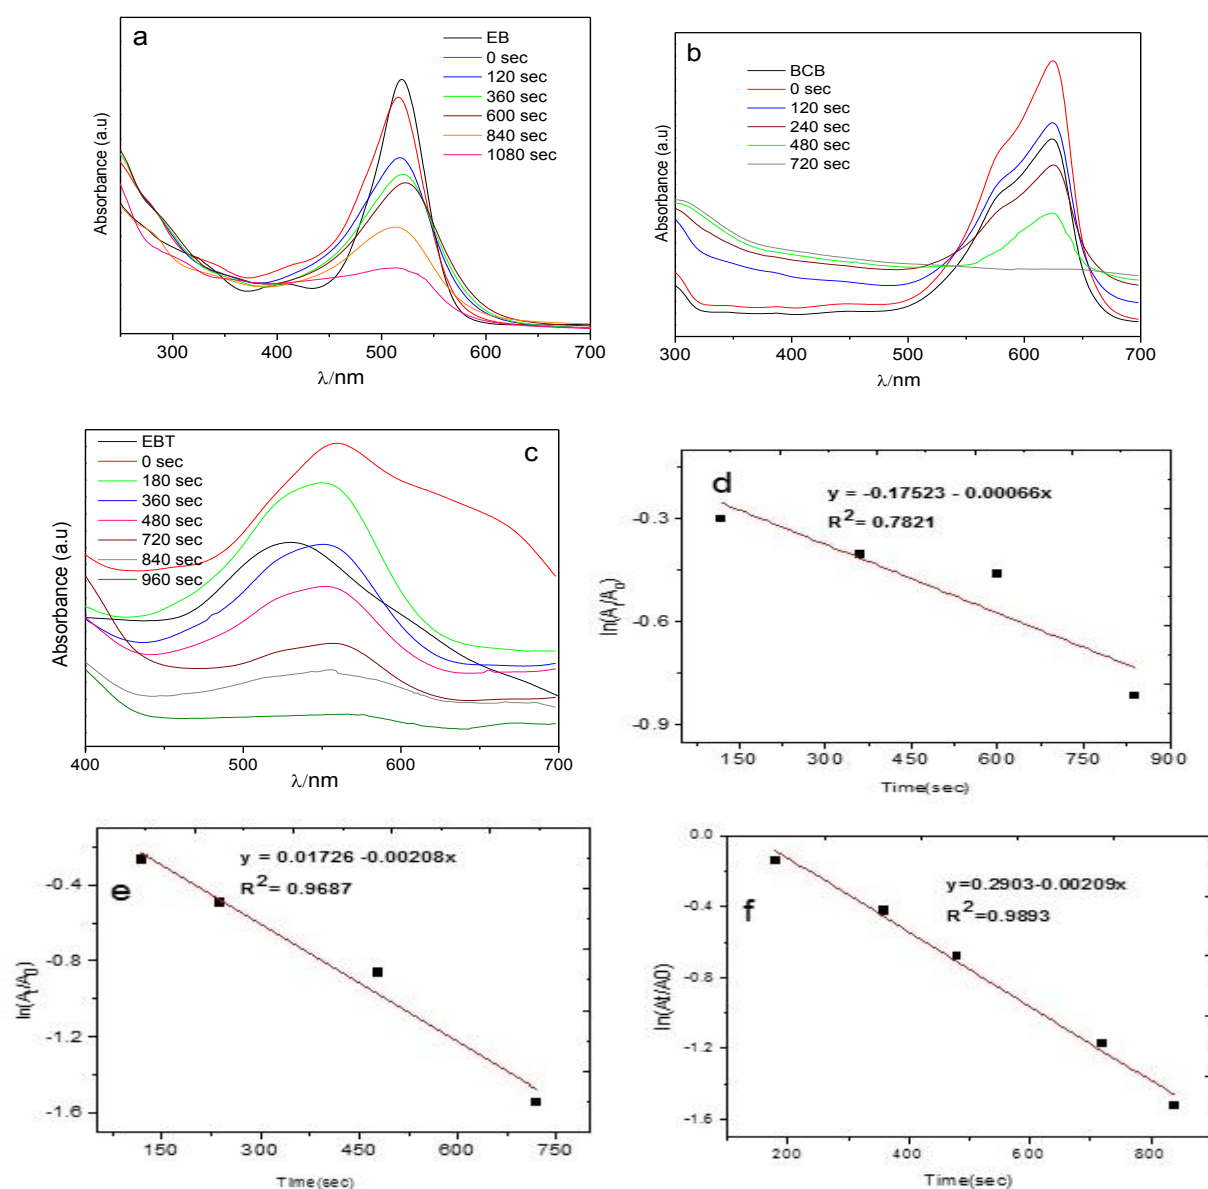 a
EB
0 sec
120 sec
360 sec
600 sec
840 sec
1080 sec
Absorbance (a.u)
300 400 500 600 700
λ/nm
b
BCB
0 sec
120 sec
240 sec
480 sec
720 sec
Absorbance (a.u)
300 400 500 600 700
λ/nm
c
EBT
0 sec
180 sec
360 sec
480 sec
720 sec
840 sec
960 sec
Absorbance (a.u)
400 500 600 700
λ/nm
d
y = -0.17523 - 0.00066x
R²= 0.7821
-0.3
-0.6
-0.9
ln(At/A0)
150 300 450 600 750 900
Time(sec)
e
y = 0.01726 -0.00208x
R²= 0.9687
-0.4
-0.8
-1.2
-1.6
ln(At/A0)
150 300 450 600 750
Time(sec)
f
y=0.2903-0.00209x
R²=0.9893
0.0
-0.4
-0.8
-1.2
-1.6
ln(At/A0)
200 400 600 800
Time(sec)